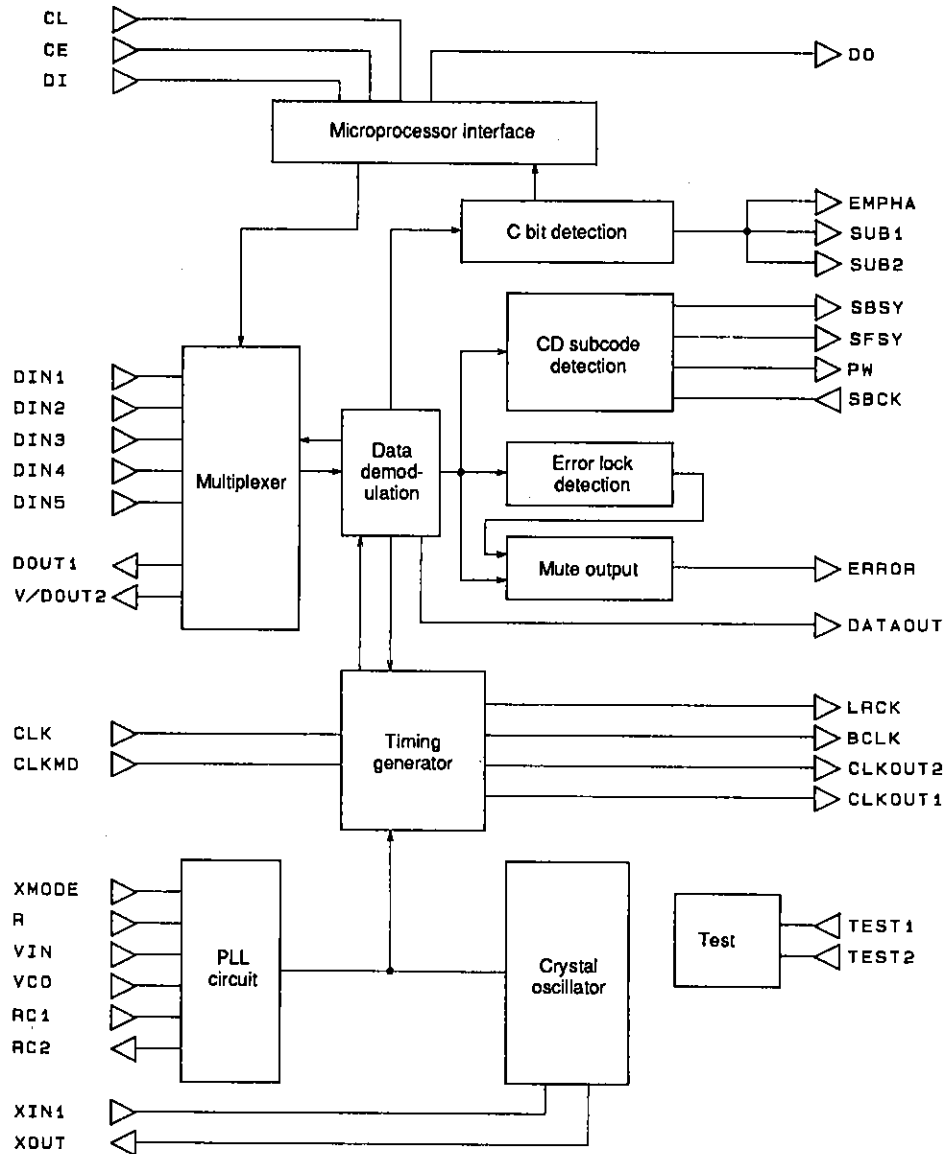 CL
CE
DI
DO
Microprocessor interface
C bit detection
EMPHA
SUB1
SUB2
CD subcode
detection
SBSY
SFSY
PW
SBCK
DIN1
DIN2
DIN3
DIN4
DIN5
DOUT1
V/DOUT2
Multiplexer
Data
demod-
ulation
Error lock
detection
Mute output
ERROR
DATAOUT
CLK
CLKMD
Timing
generator
LRCK
BCLK
CLKOUT2
CLKOUT1
XMODE
R
VIN
VCO
RC1
RC2
PLL
circuit
Crystal
oscillator
Test
TEST1
TEST2
XIN1
XOUT